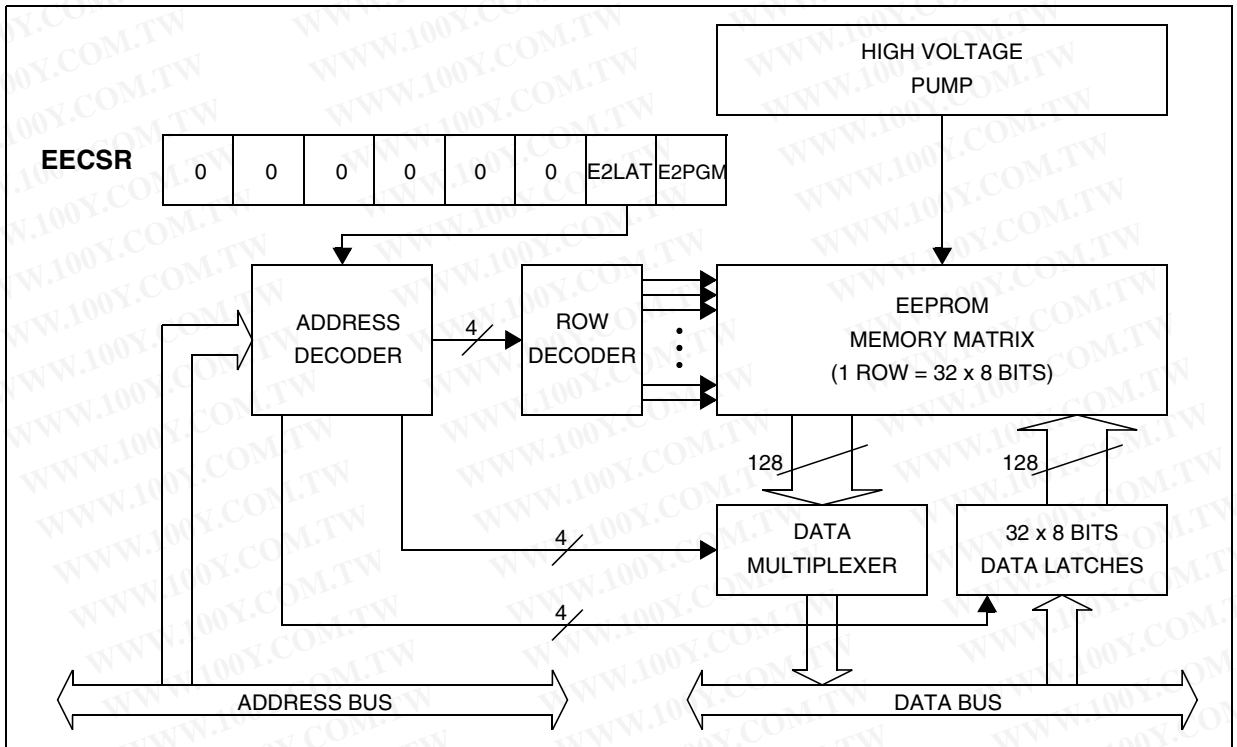 HIGH VOLTAGE
PUMP
EECSR
0 0 0 0 0 0 E2LAT E2PGM
ADDRESS
DECODER
4
ROW
DECODER
EEPROM
MEMORY MATRIX
(1 ROW = 32 x 8 BITS)
128
128
4
DATA
MULTIPLEXER
32 x 8 BITS
DATA LATCHES
4
ADDRESS BUS
DATA BUS
WWW.100Y.COM.TW